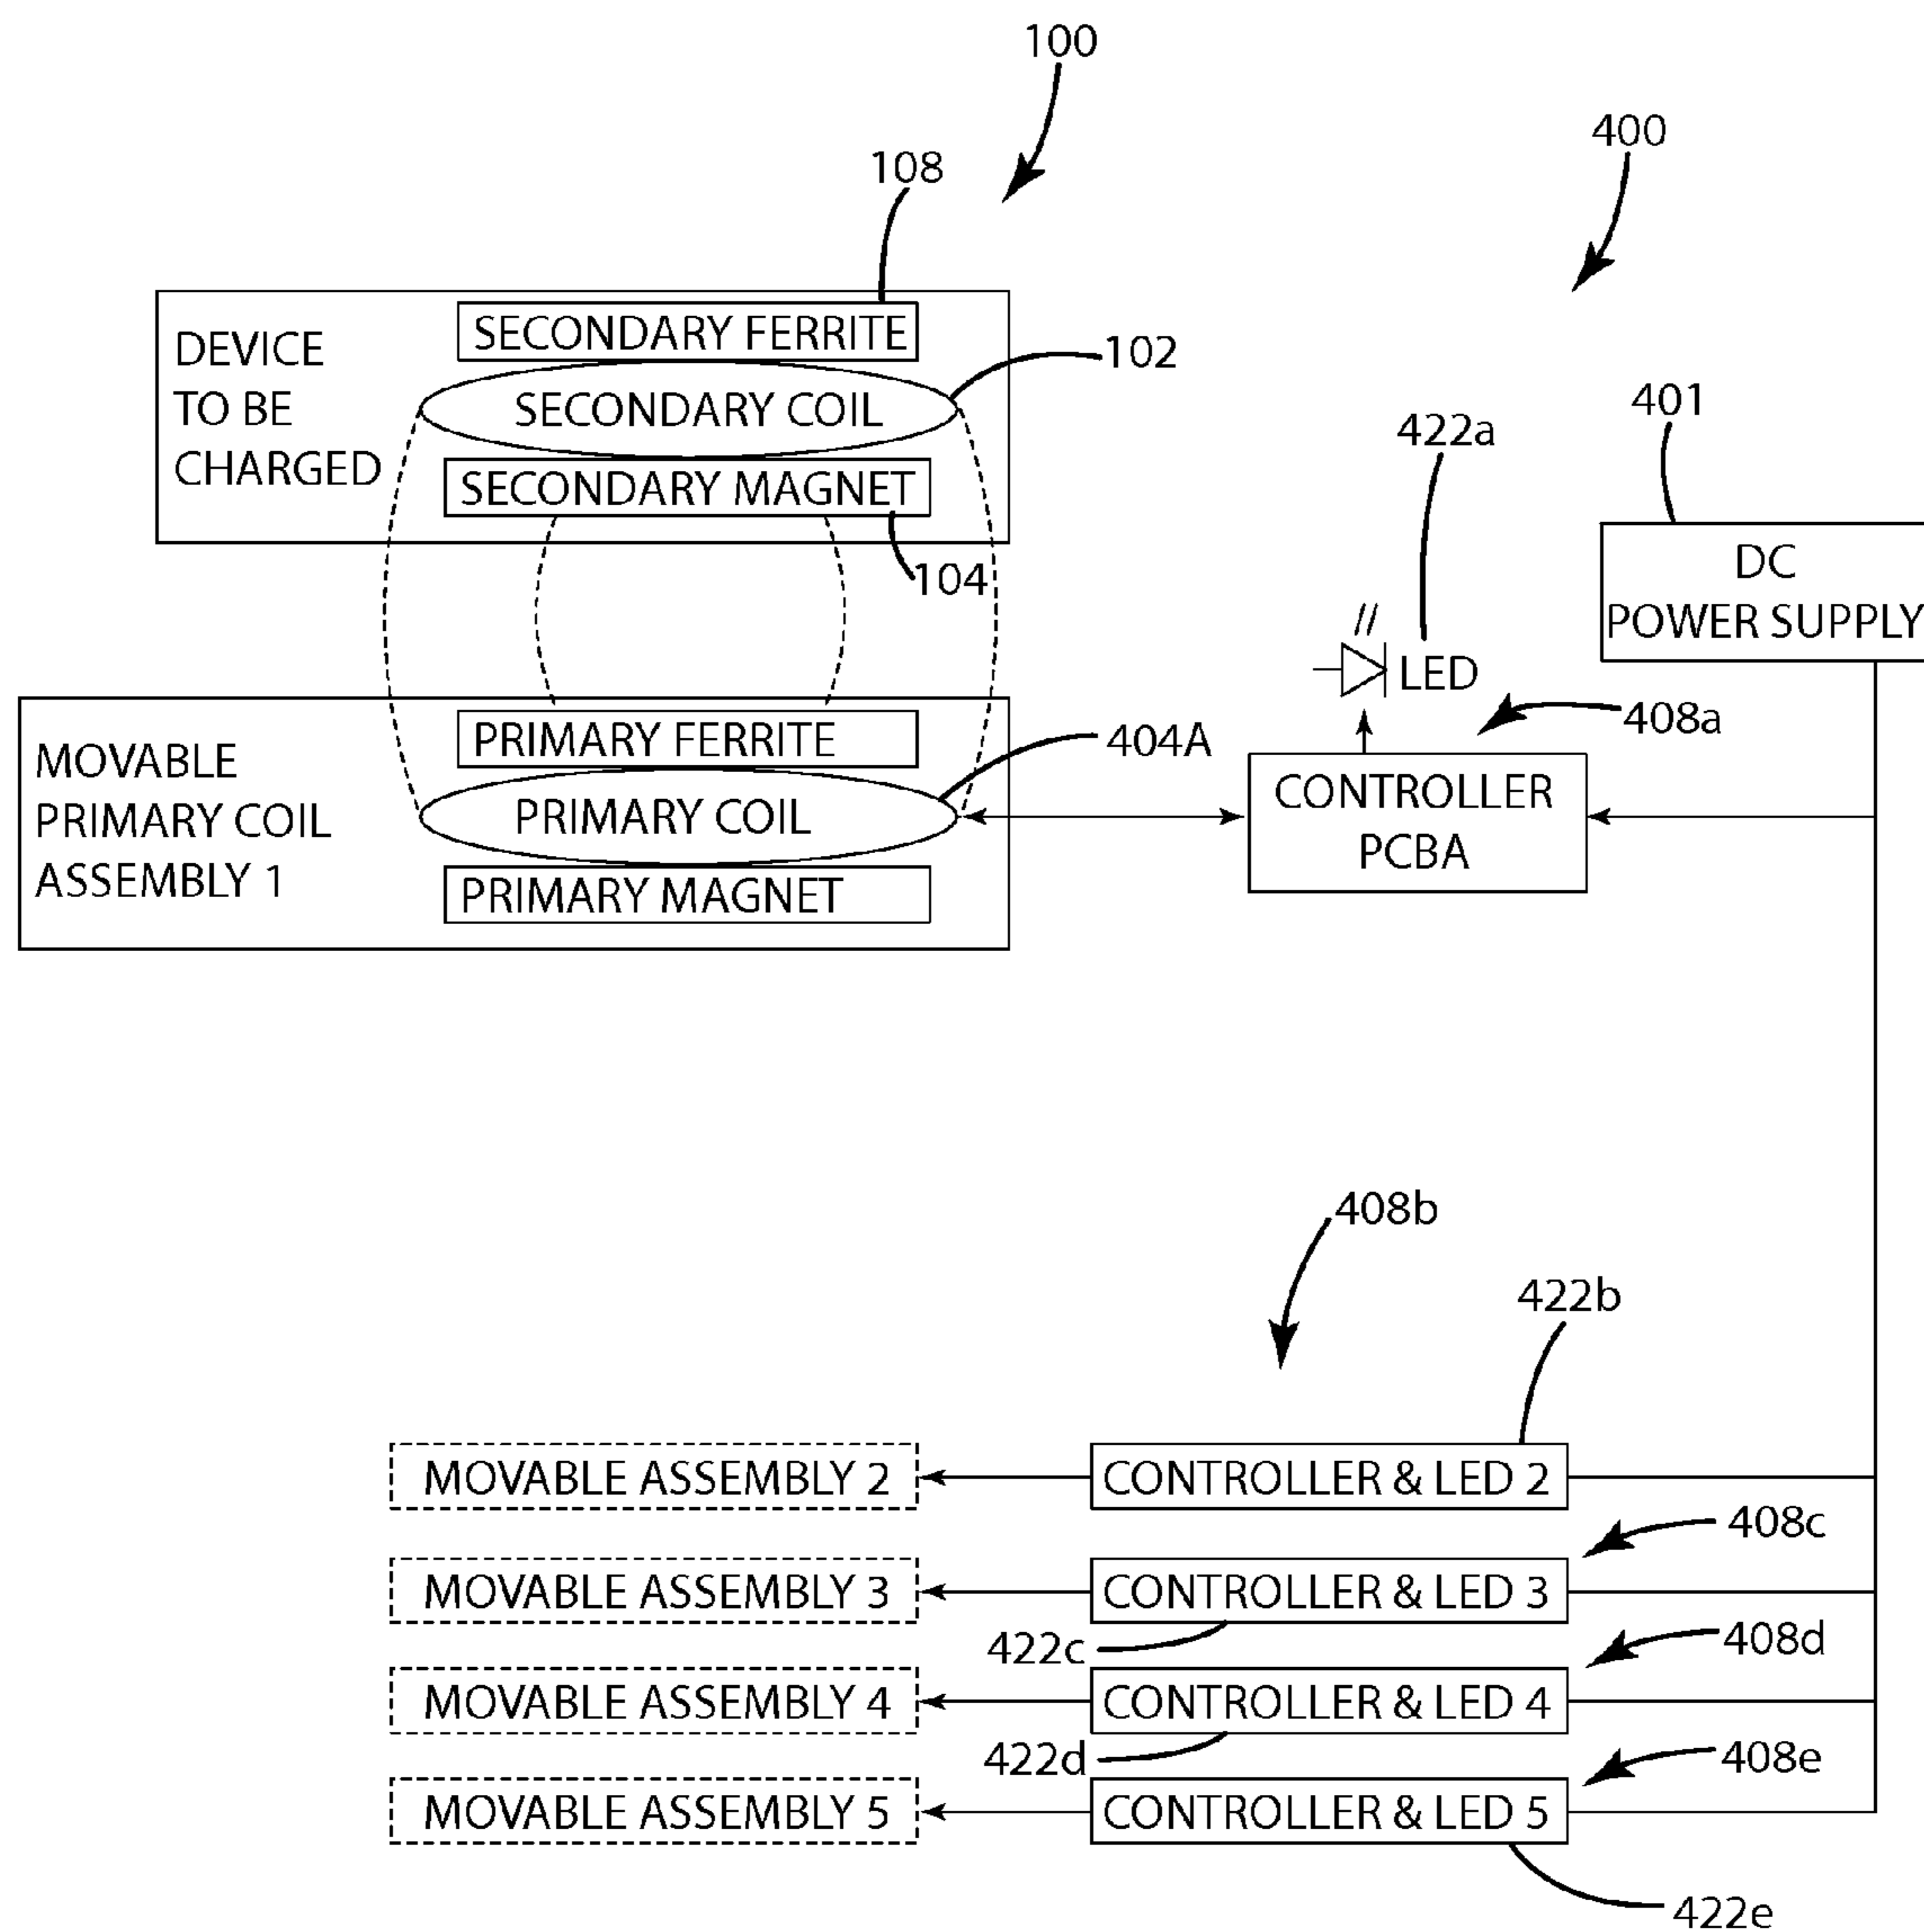 100
400
108
DEVICE
TO BE
CHARGED
SECONDARY FERRITE
SECONDARY COIL
SECONDARY MAGNET
102
104
422a
401
DC
POWER SUPPLY
LED
408a
MOVABLE
PRIMARY COIL
ASSEMBLY 1
PRIMARY FERRITE
PRIMARY COIL
PRIMARY MAGNET
404A
CONTROLLER
PCBA
408b
422b
MOVABLE ASSEMBLY 2
CONTROLLER & LED 2
408c
MOVABLE ASSEMBLY 3
CONTROLLER & LED 3
422c
408d
MOVABLE ASSEMBLY 4
CONTROLLER & LED 4
422d
408e
MOVABLE ASSEMBLY 5
CONTROLLER & LED 5
422e